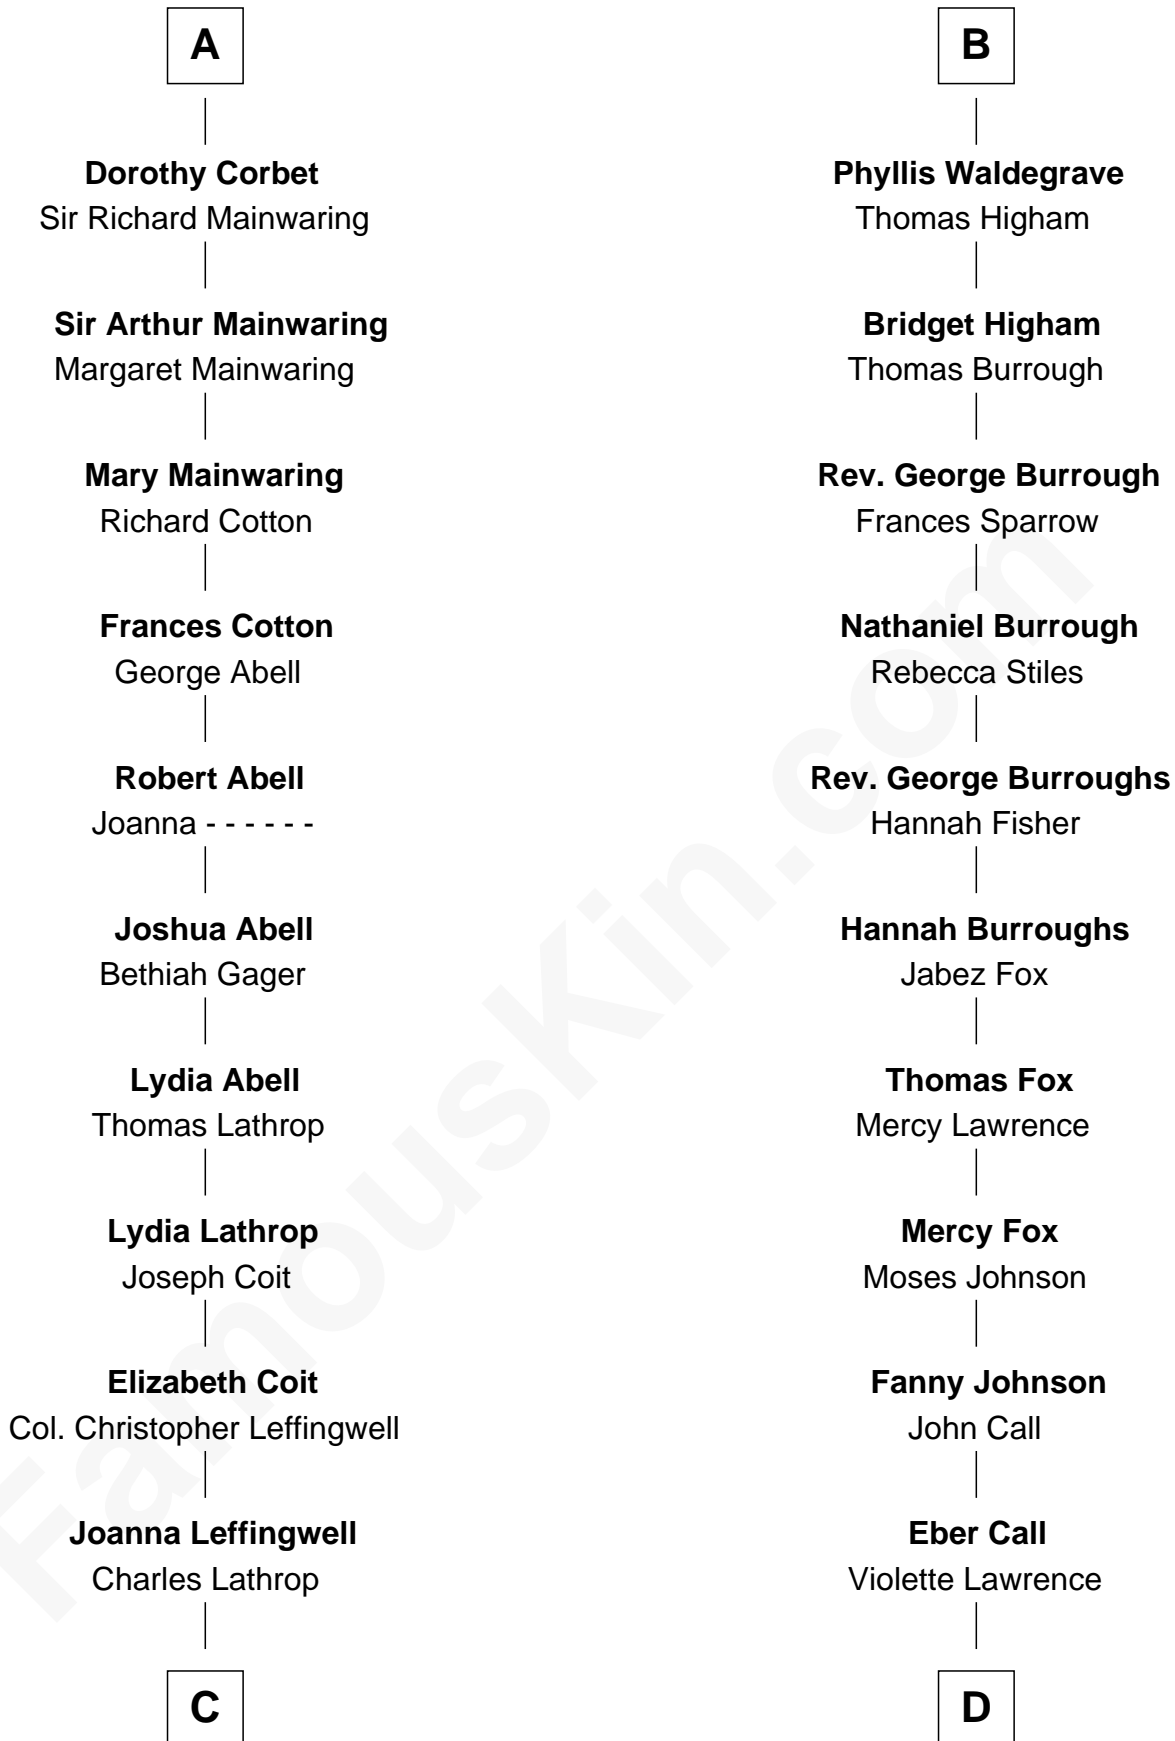 A
Dorothy Corbet
Sir Richard Mainwaring
Sir Arthur Mainwaring
Margaret Mainwaring
Mary Mainwaring
Richard Cotton
Frances Cotton
George Abell
Robert Abell
Joanna - - - - - -
Joshua Abell
Bethiah Gager
Lydia Abell
Thomas Lathrop
Lydia Lathrop
Joseph Coit
Elizabeth Coit
Col. Christopher Leffingwell
Joanna Leffingwell
Charles Lathrop
C
B
Phyllis Waldegrave
Thomas Higham
Bridget Higham
Thomas Burrough
Rev. George Burrough
Frances Sparrow
Nathaniel Burrough
Rebecca Stiles
Rev. George Burroughs
Hannah Fisher
Hannah Burroughs
Jabez Fox
Thomas Fox
Mercy Lawrence
Mercy Fox
Moses Johnson
Fanny Johnson
John Call
Eber Call
Violette Lawrence
D
FamousKin.com